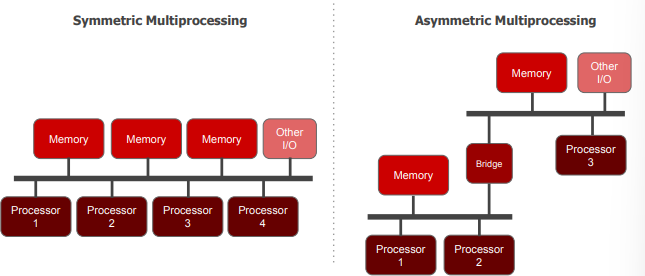 Symmetric Multiprocessing
Memory
Memory
Memory
Other
I/O
Processor
1
Processor
2
Processor
3
Processor
4
Asymmetric Multiprocessing
Memory
Other
I/O
Bridge
Processor
3
Memory
Processor
1
Processor
2